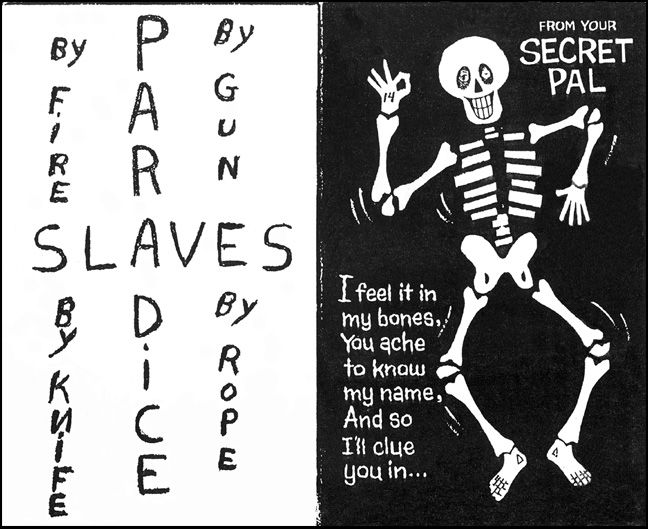 By FiRE
PARADiCE
By GUN
SLAVES
By KNiFE
By ROPE
FROM YOUR
SECRET
PAL
14
I feel it in
my bones,
You ache
to know
my name,
And so
I'll clue
you in...